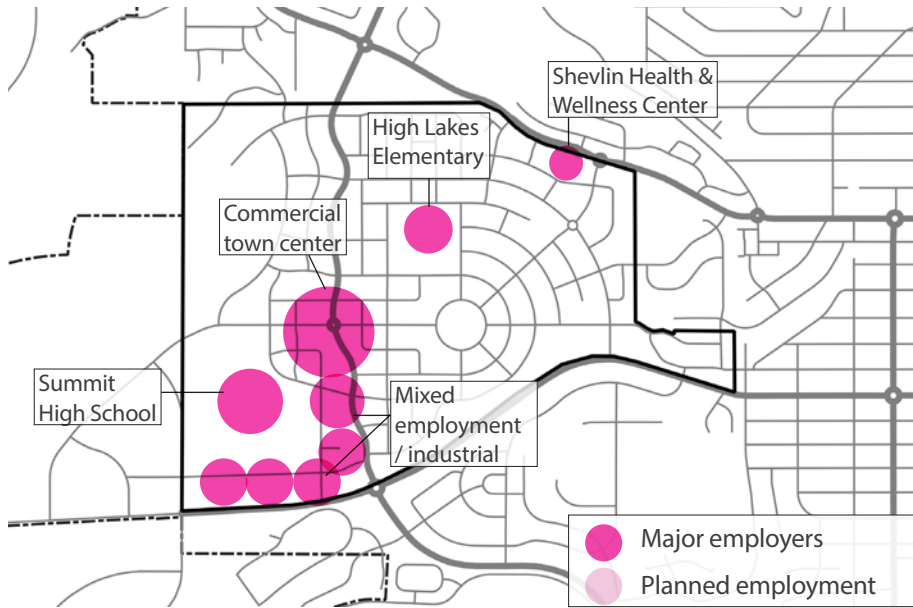 Shevlin Health &
Wellness Center
High Lakes
Elementary
Commercial
town center
Summit
High School
Mixed
employment
/ industrial
Major employers
Planned employment